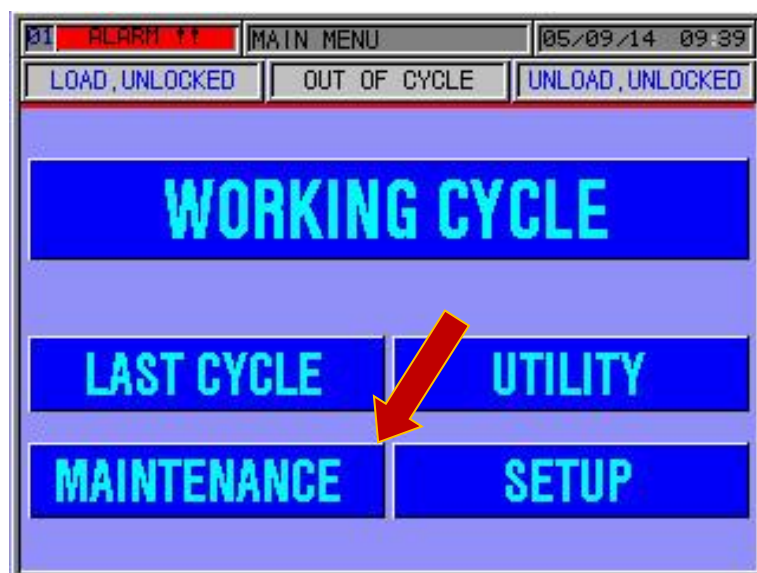 01 ALARM !! MAIN MENU 05/09/14 09:39
LOAD,UNLOCKED OUT OF CYCLE UNLOAD,UNLOCKED
WORKING CYCLE
LAST CYCLE UTILITY
MAINTENANCE SETUP